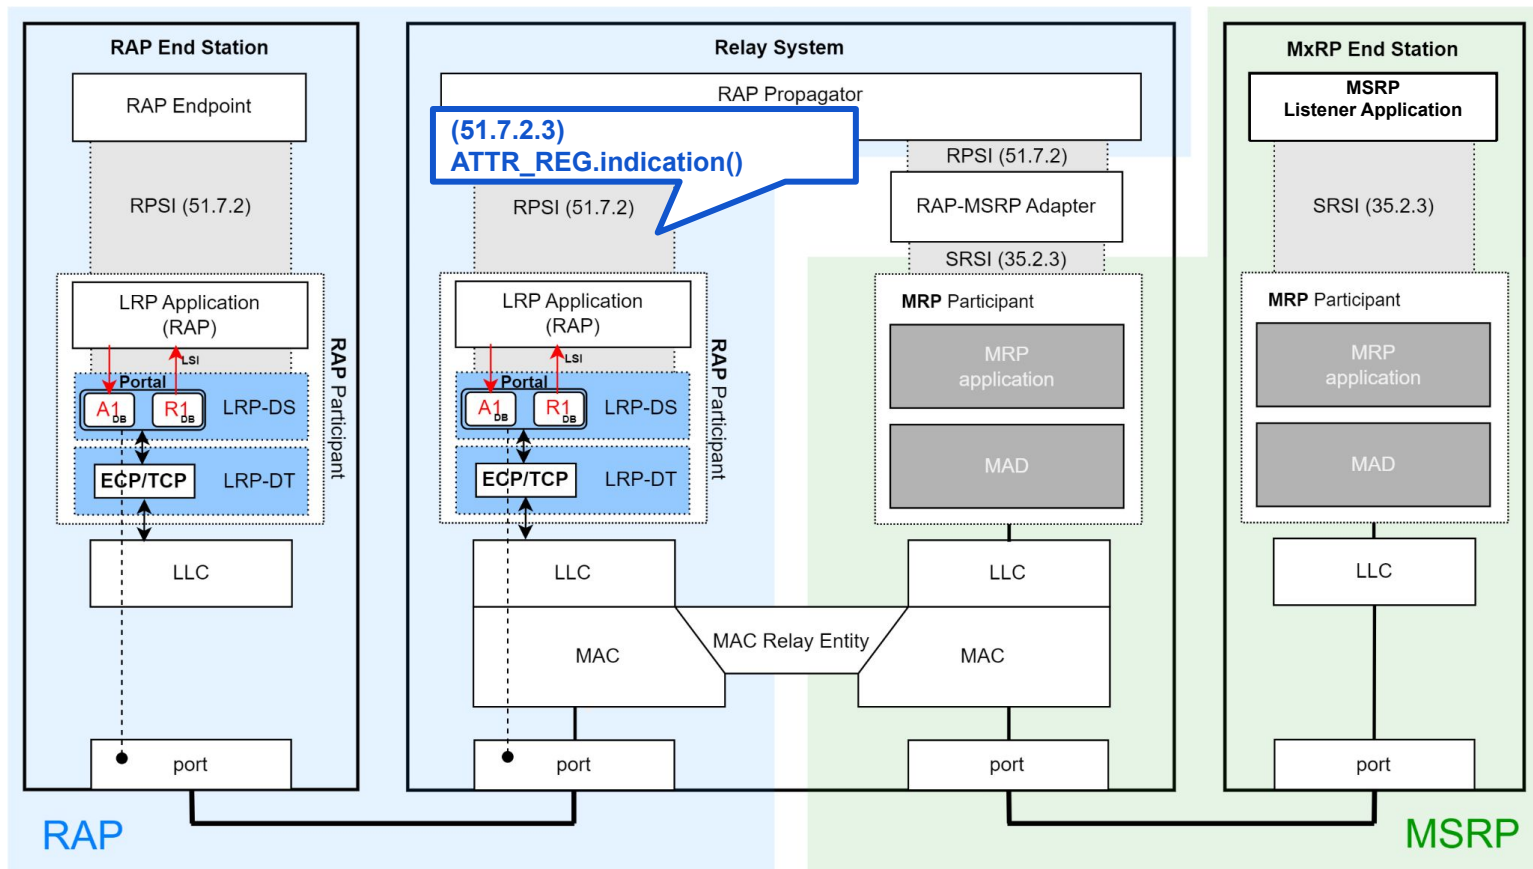 RAP End Station
RAP Endpoint
RPSI (51.7.2)
LRP Application
(RAP)
LSI
Portal
A1
DB
R1
DB
LRP-DS
ECP/TCP
LRP-DT
RAP Participant
LLC
port
RAP
Relay System
RAP Propagator
(51.7.2.3)
ATTR_REG.indication()
RPSI (51.7.2)
LRP Application
(RAP)
LSI
Portal
A1
DB
R1
DB
LRP-DS
ECP/TCP
LRP-DT
RAP Participant
LLC
MAC
port
MAC Relay Entity
RPSI (51.7.2)
RAP-MSRP Adapter
SRSI (35.2.3)
MRP Participant
MRP
application
MAD
LLC
MAC
port
MxRP End Station
MSRP
Listener Application
SRSI (35.2.3)
MRP Participant
MRP
application
MAD
LLC
port
MSRP